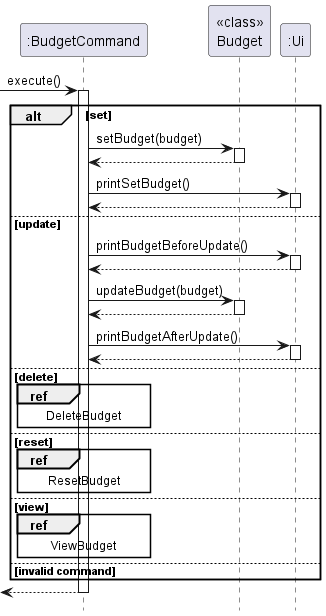 «class»
:BudgetCommand
Budget
:Ui
execute()
alt
[set]
setBudget(budget)
printSetBudget()
[update]
printBudgetBeforeUpdate()
updateBudget(budget)
printBudgetAfterUpdate()
[delete]
ref
DeleteBudget
[reset]
ref
ResetBudget
[view]
ref
ViewBudget
[invalid command]